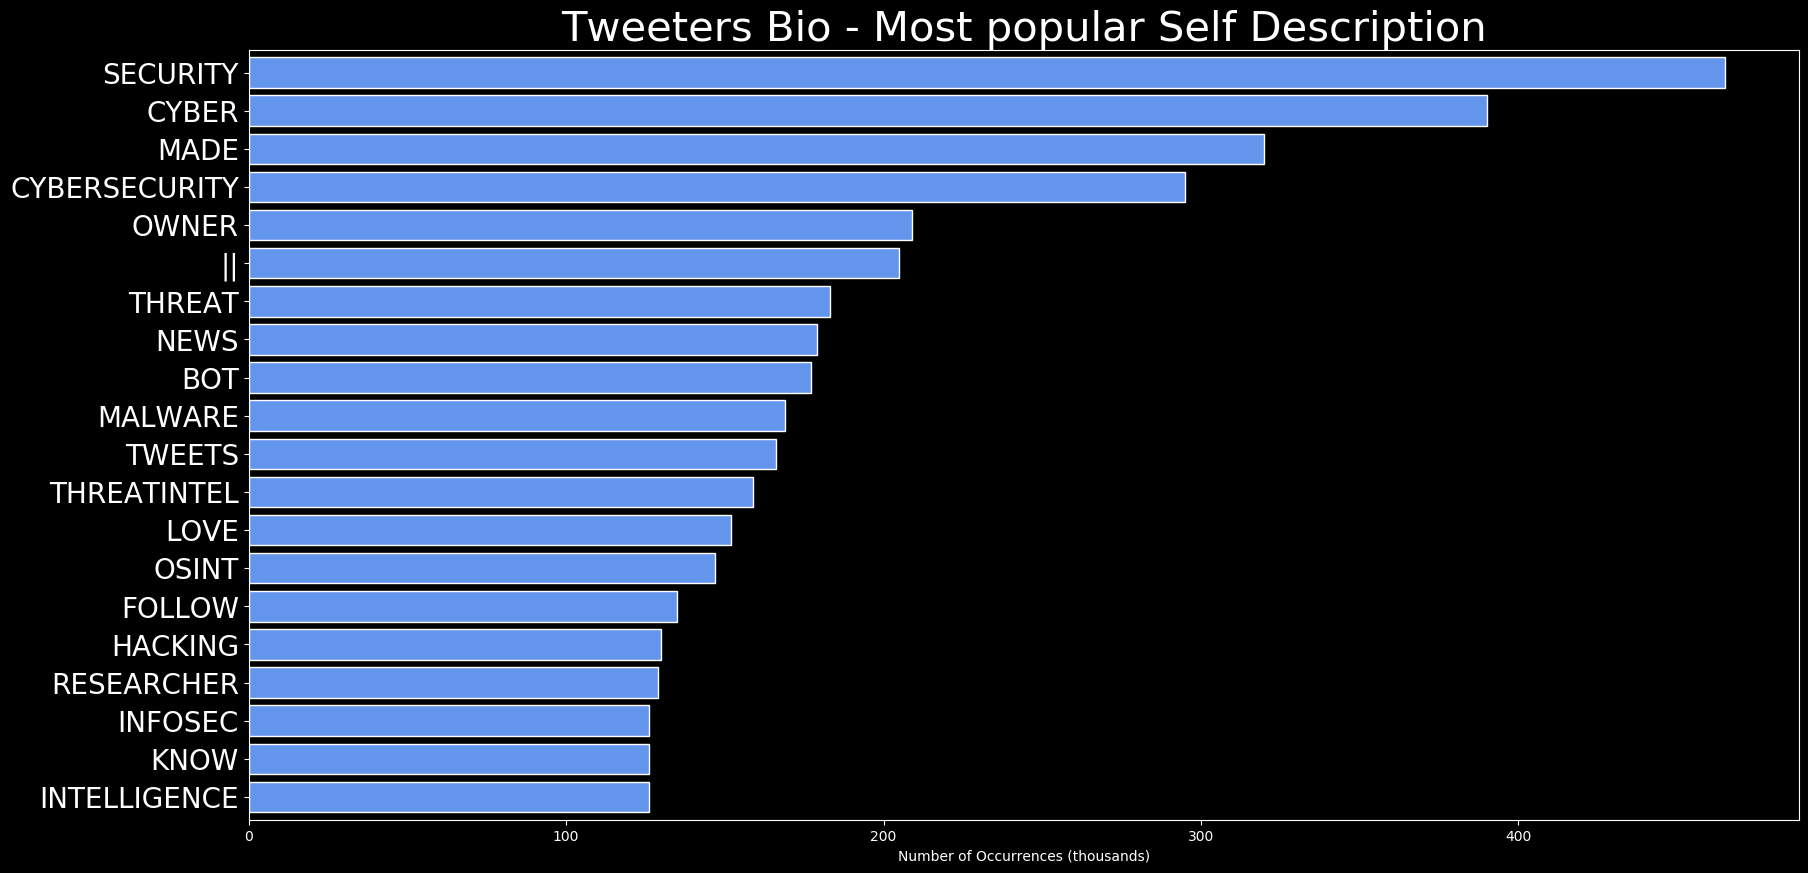 Tweeters Bio - Most popular Self Description
SECURITY
CYBER
MADE
CYBERSECURITY
OWNER
||
THREAT
NEWS
BOT
MALWARE
TWEETS
THREATINTEL
LOVE
OSINT
FOLLOW
HACKING
RESEARCHER
INFOSEC
KNOW
INTELLIGENCE
0 100 200 300 400
Number of Occurrences (thousands)